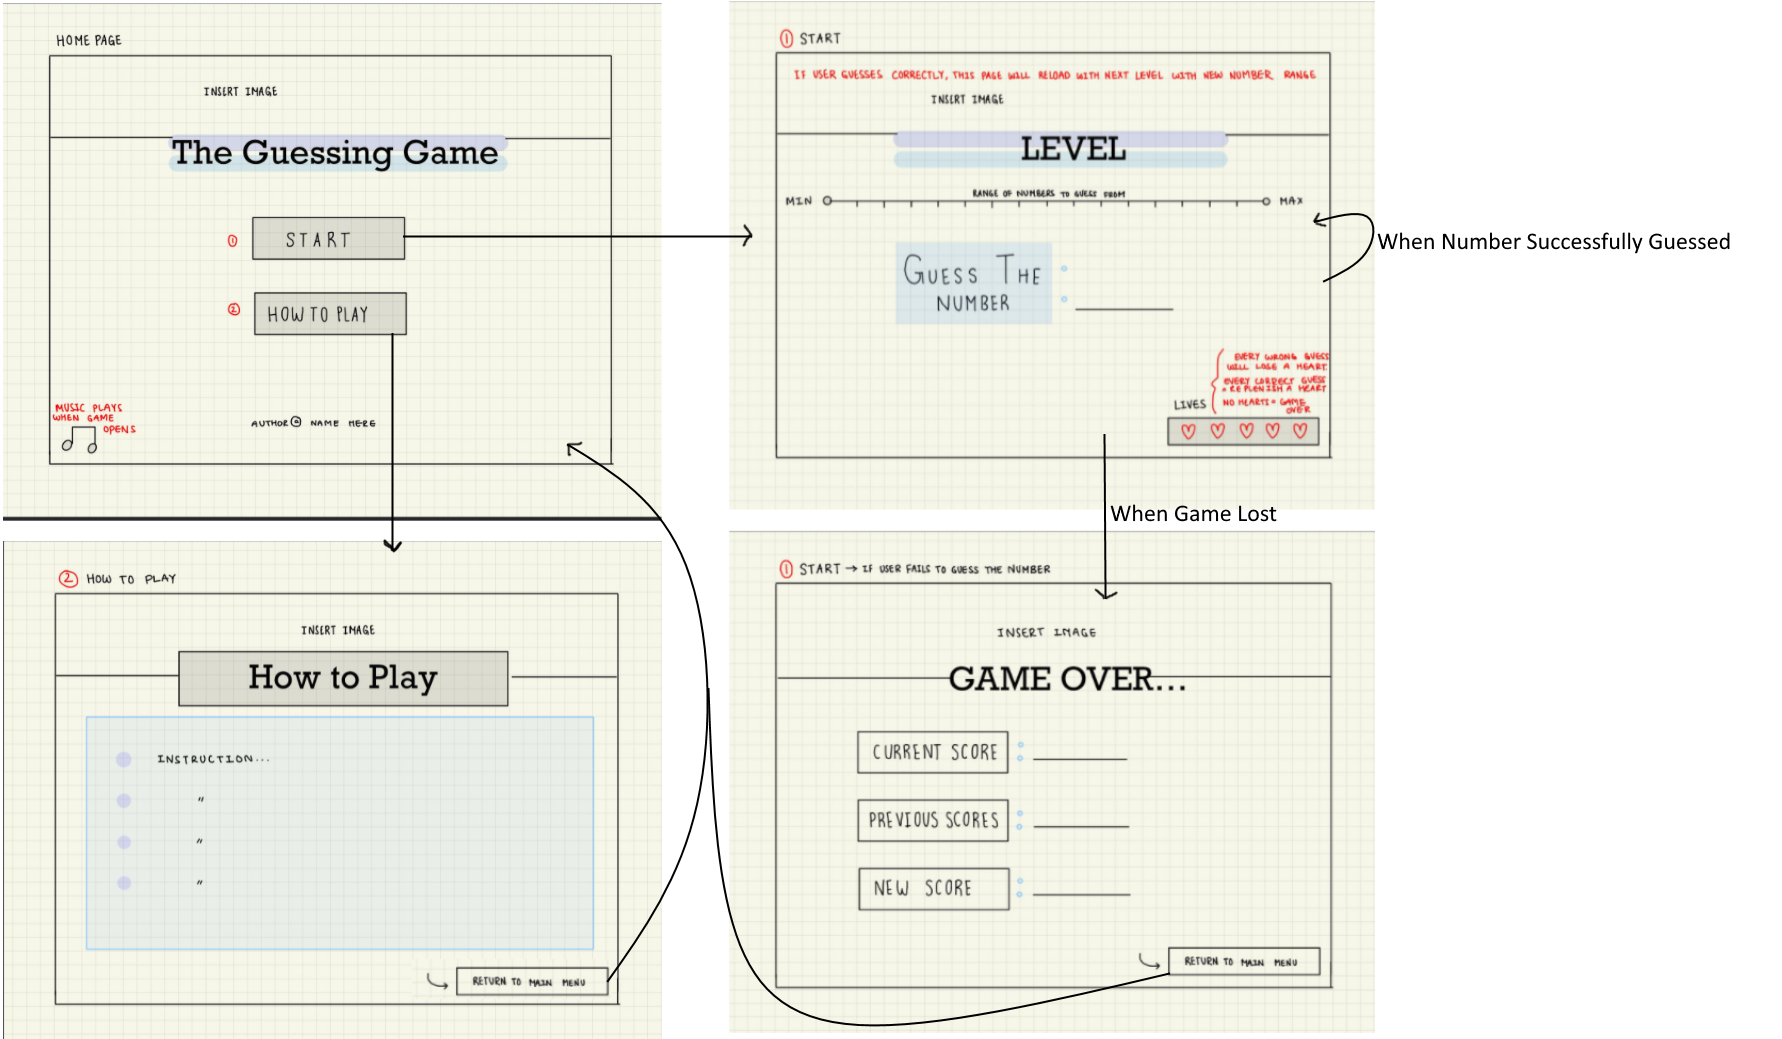 HOME PAGE
INSERT IMAGE
The Guessing Game
① START
② HOW TO PLAY
MUSIC PLAYS
WHEN GAME
OPENS
AUTHOR @ NAME HERE
① START
IF USER GUESSES CORRECTLY, THIS PAGE WILL RELOAD WITH NEXT LEVEL WITH NEW NUMBER RANGE
INSERT IMAGE
LEVEL
RANGE OF NUMBERS TO GUESS FROM
MIN MAX
When Number Successfully Guessed
GUESS THE
NUMBER :
EVERY WRONG GUESS
WILL LOSE A HEART.
EVERY CORRECT GUESS
= REPLENISH A HEART
NO HEARTS = GAME
OVER
LIVES
When Game Lost
② HOW TO PLAY
INSERT IMAGE
How to Play
INSTRUCTION...
"
"
"
RETURN TO MAIN MENU
① START → IF USER FAILS TO GUESS THE NUMBER
INSERT IMAGE
GAME OVER...
CURRENT SCORE :
PREVIOUS SCORES :
NEW SCORE :
RETURN TO MAIN MENU